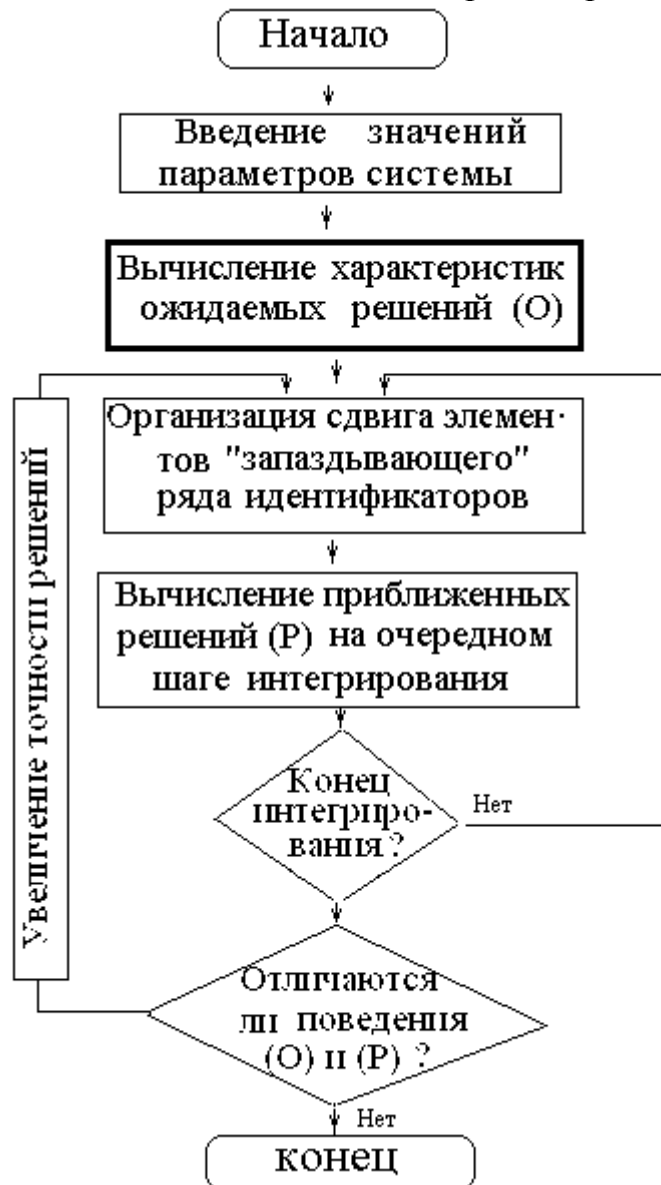 Начало
Введение значений
параметров системы
Вычисление характеристик
ожидаемых решений (О)
Организация сдвига элемен-
тов "запаздывающего"
ряда идентификаторов
Увеличение точности решений
Вычисление приближенных
решений (Р) на очередном
шаге интегрирования
Конец
интегриро-
вания?
Нет
Отличаются
ли поведения
(О) и (Р) ?
Нет
конец